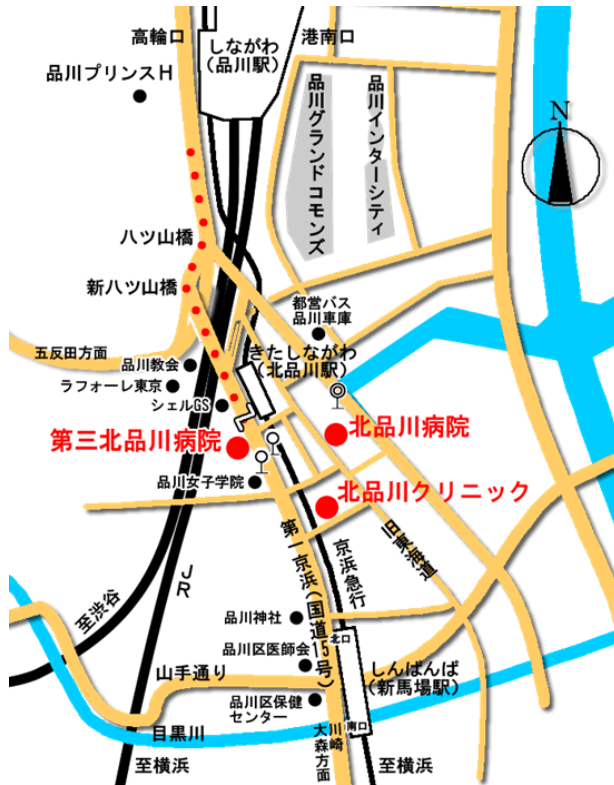 高輪口
港南口
しながわ
(品川駅)
品川プリンスH
品川グランドコモンズ
品川インターシティ
N
八ツ山橋
新八ツ山橋
都営バス
品川車庫
五反田方面
きたしながわ
(北品川駅)
品川教会
ラフォーレ東京
シェルGS
第三北品川病院
北品川病院
品川女子学院
北品川クリニック
第一京浜(国道15号)
京浜急行
旧東海道
JR
至渋谷
品川神社
北口
品川区医師会
山手通り
しんばんば
(新馬場駅)
品川区保健
センター
南口
目黒川
川崎
大森方面
至横浜
至横浜